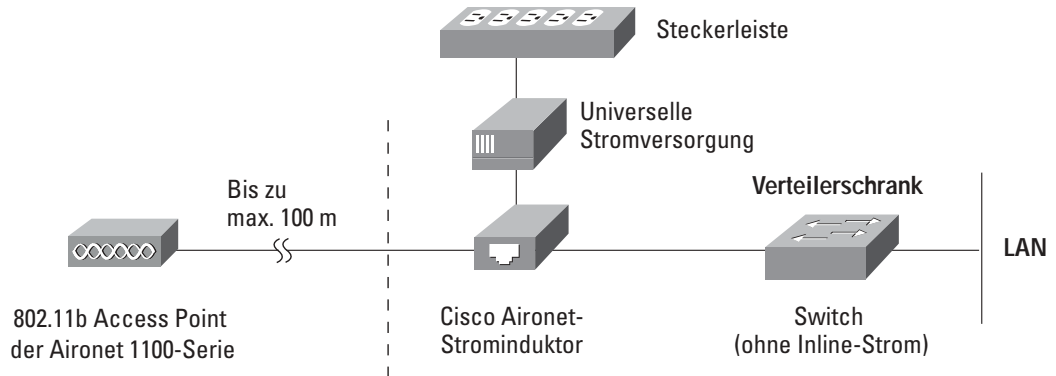 Steckerleiste
Universelle
Stromversorgung
Verteilerschrank
Bis zu
max. 100 m
LAN
802.11b Access Point
der Aironet 1100-Serie
Cisco Aironet-
Strominduktor
Switch
(ohne Inline-Strom)